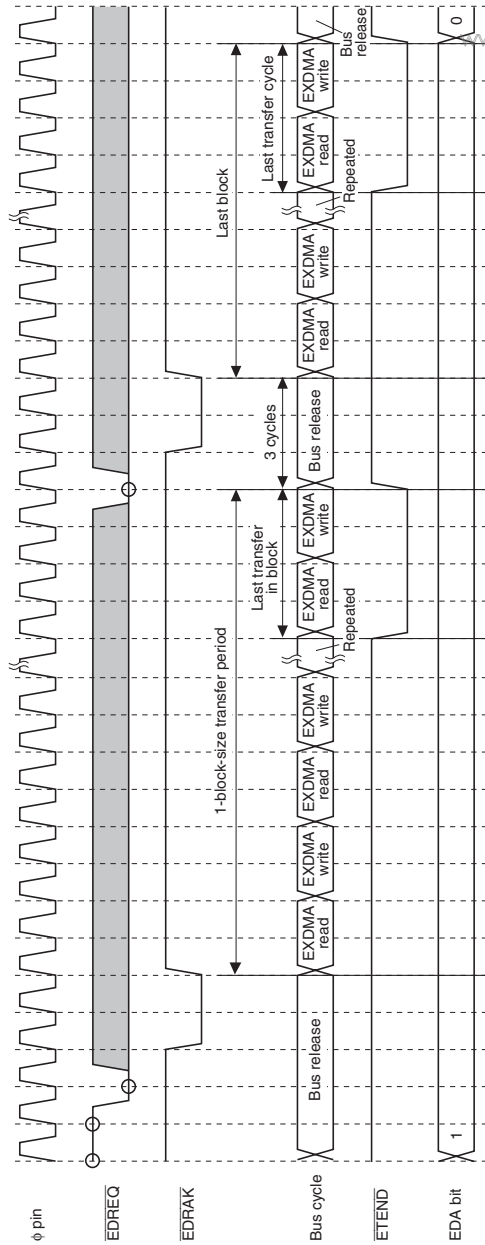 φ pin
EDREQ
EDRAK
1-block-size transfer period
Last transfer
in block
3 cycles
Last block
Last transfer cycle
Bus cycle
Bus release
EXDMA
read
EXDMA
write
EXDMA
read
EXDMA
write
Repeated
EXDMA
read
EXDMA
write
Bus release
EXDMA
read
EXDMA
write
Repeated
EXDMA
read
EXDMA
write
Bus
release
ETEND
EDA bit
1
0